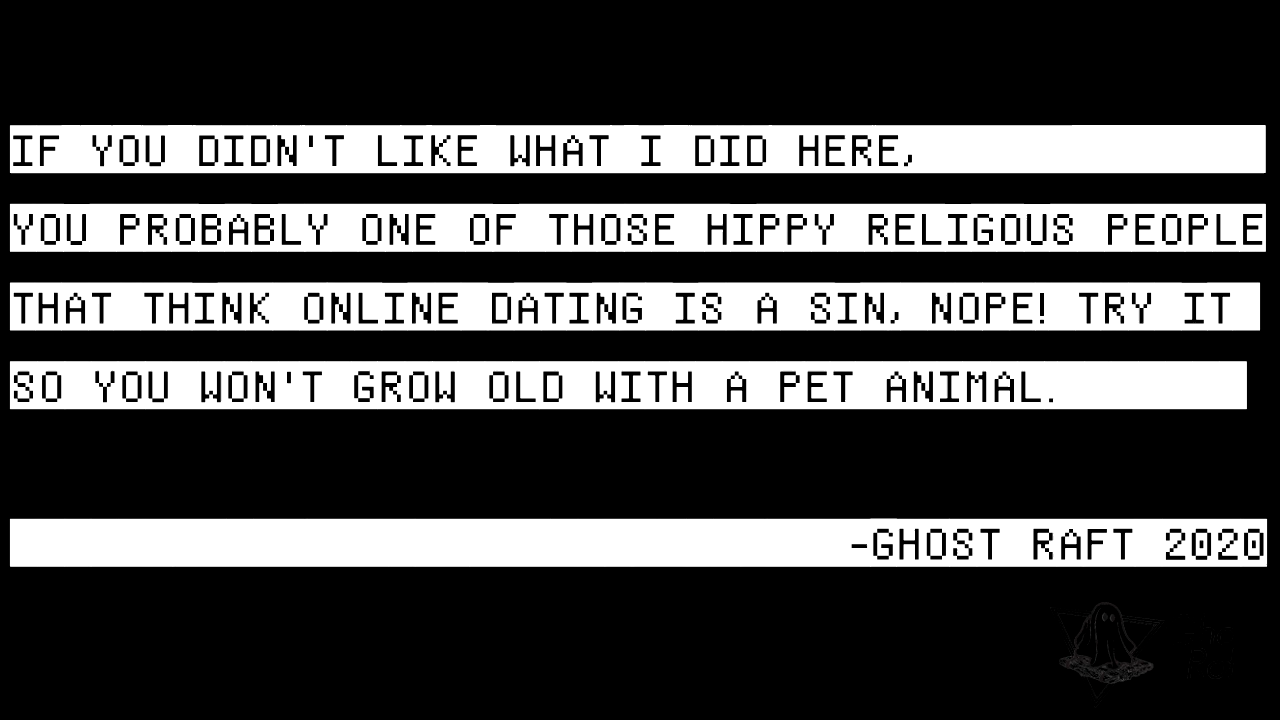 IF YOU DIDN'T LIKE WHAT I DID HERE,
YOU PROBABLY ONE OF THOSE HIPPY RELIGOUS PEOPLE
THAT THINK ONLINE DATING IS A SIN, NOPE! TRY IT
SO YOU WON'T GROW OLD WITH A PET ANIMAL.
-GHOST RAFT 2020